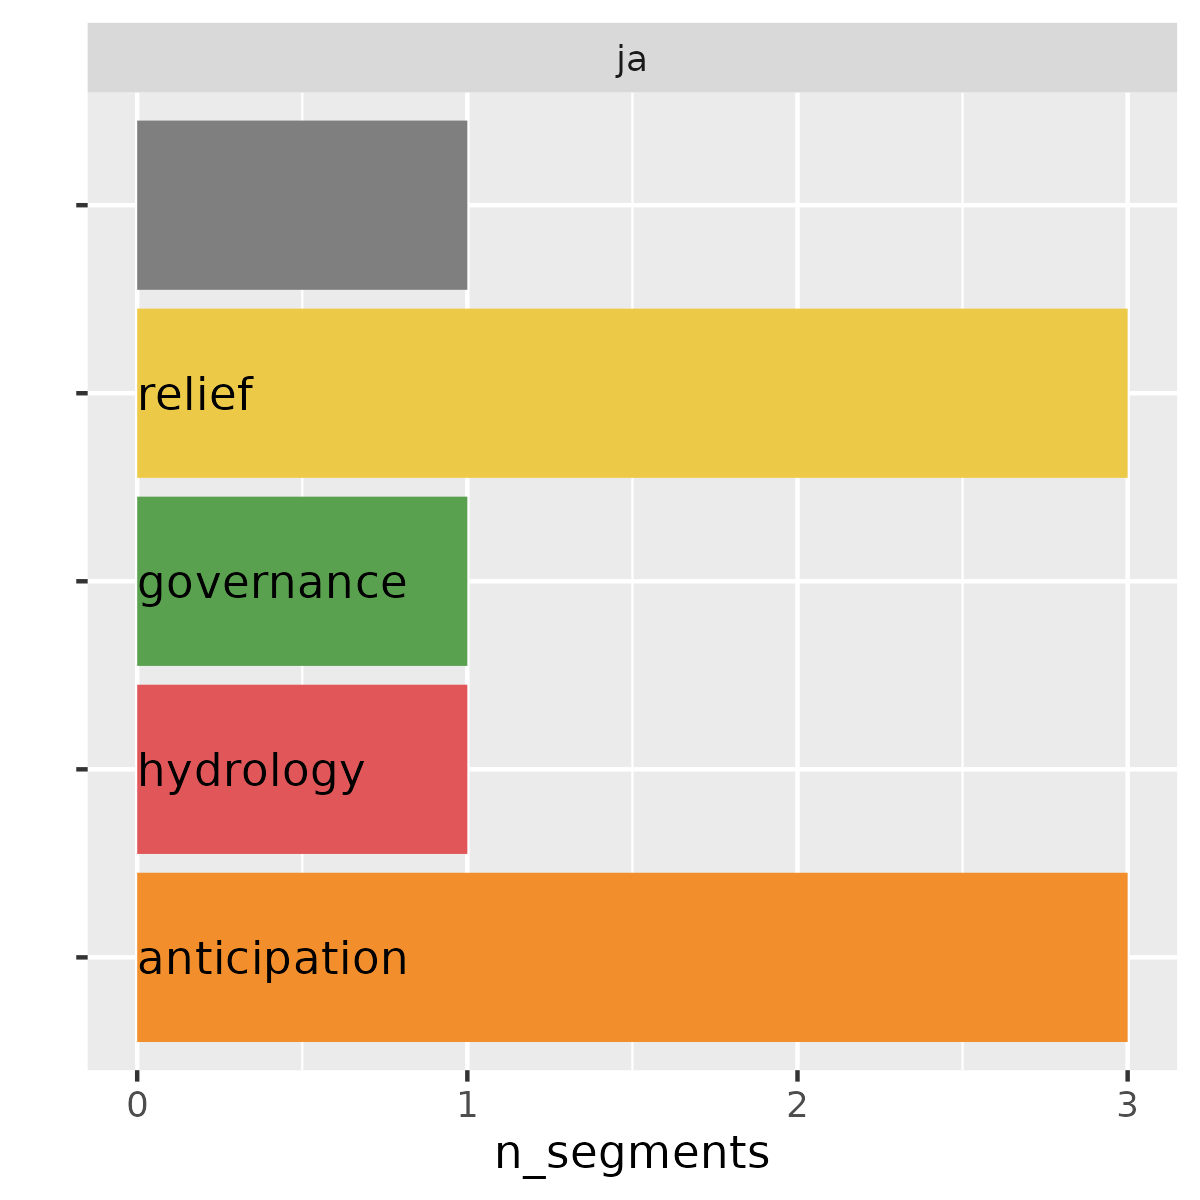 ja
relief
governance
hydrology
anticipation
0 1 2 3
n_segments